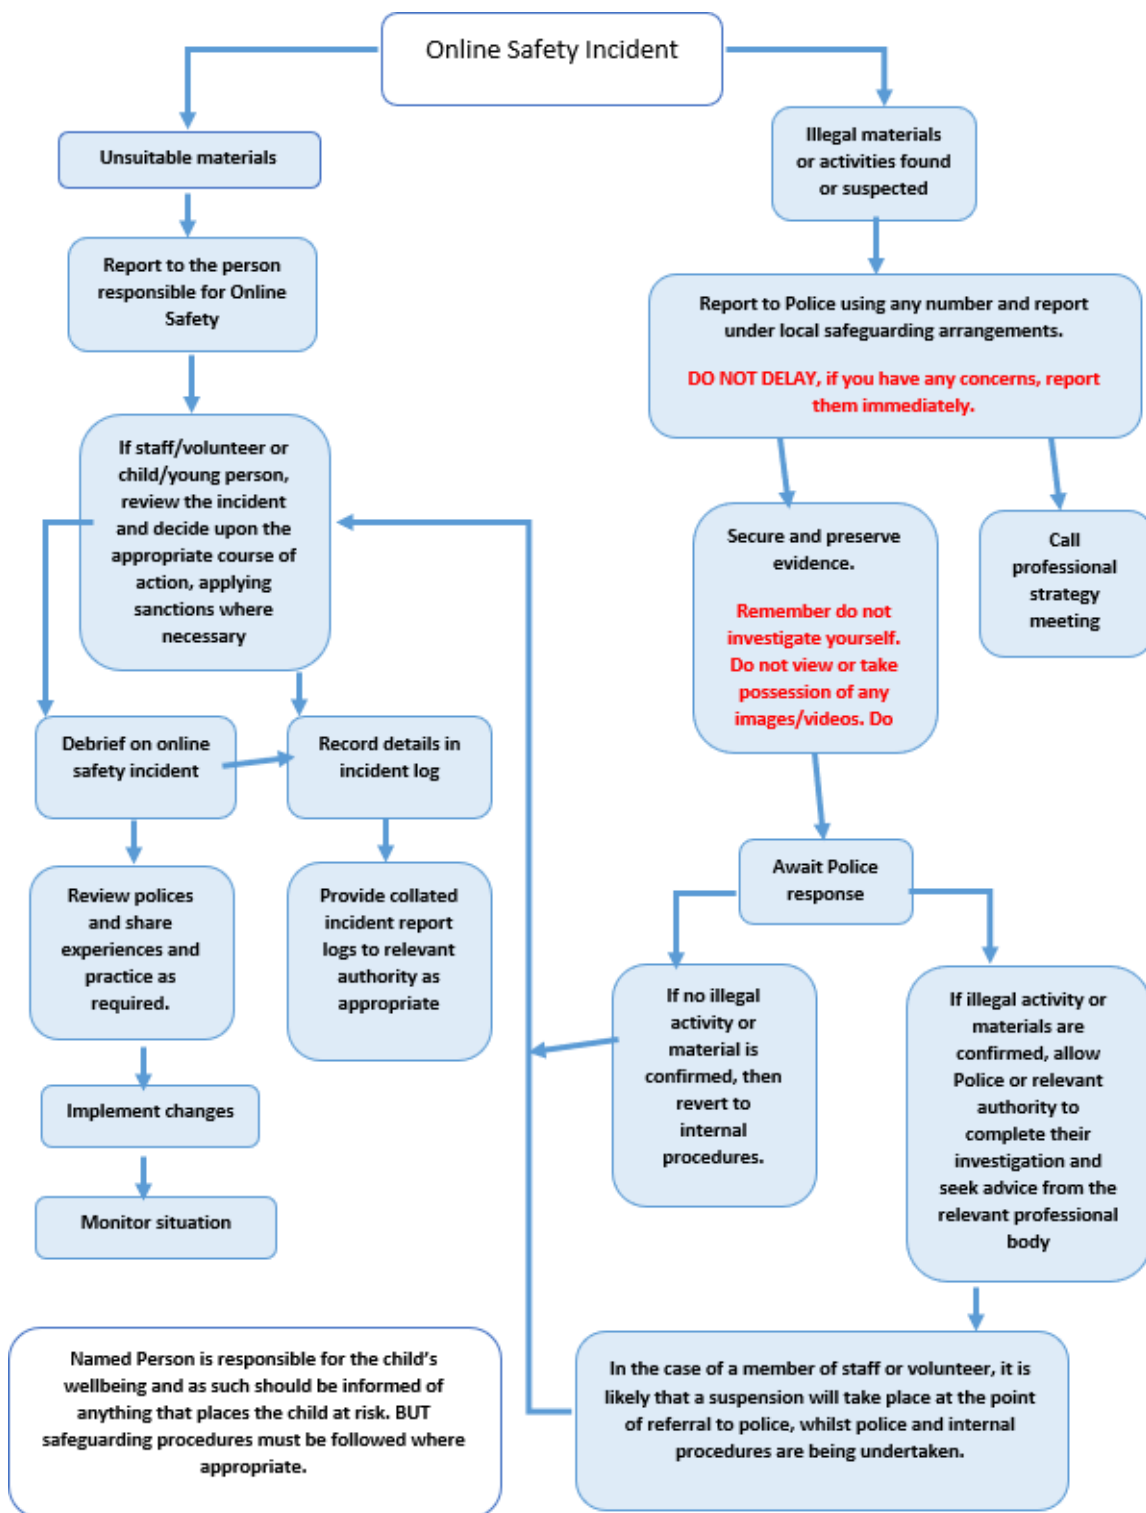 Online Safety Incident
Unsuitable materials
Illegal materials
or activities found
or suspected
Report to the person
responsible for Online
Safety
Report to Police using any number and report
under local safeguarding arrangements.
DO NOT DELAY, if you have any concerns, report
them immediately.
If staff/volunteer or
child/young person,
review the incident
and decide upon the
appropriate course of
action, applying
sanctions where
necessary
Secure and preserve
evidence.
Remember do not
investigate yourself.
Do not view or take
possession of any
images/videos. Do
Call
professional
strategy
meeting
Debrief on online
safety incident
Record details in
incident log
Await Police
response
Review polices
and share
experiences and
practice as
required.
Provide collated
incident report
logs to relevant
authority as
appropriate
If no illegal
activity or
material is
confirmed, then
revert to
internal
procedures.
If illegal activity or
materials are
confirmed, allow
Police or relevant
authority to
complete their
investigation and
seek advice from the
relevant professional
body
Implement changes
Monitor situation
Named Person is responsible for the child's
wellbeing and as such should be informed of
anything that places the child at risk. BUT
safeguarding procedures must be followed where
appropriate.
In the case of a member of staff or volunteer, it is
likely that a suspension will take place at the point
of referral to police, whilst police and internal
procedures are being undertaken.